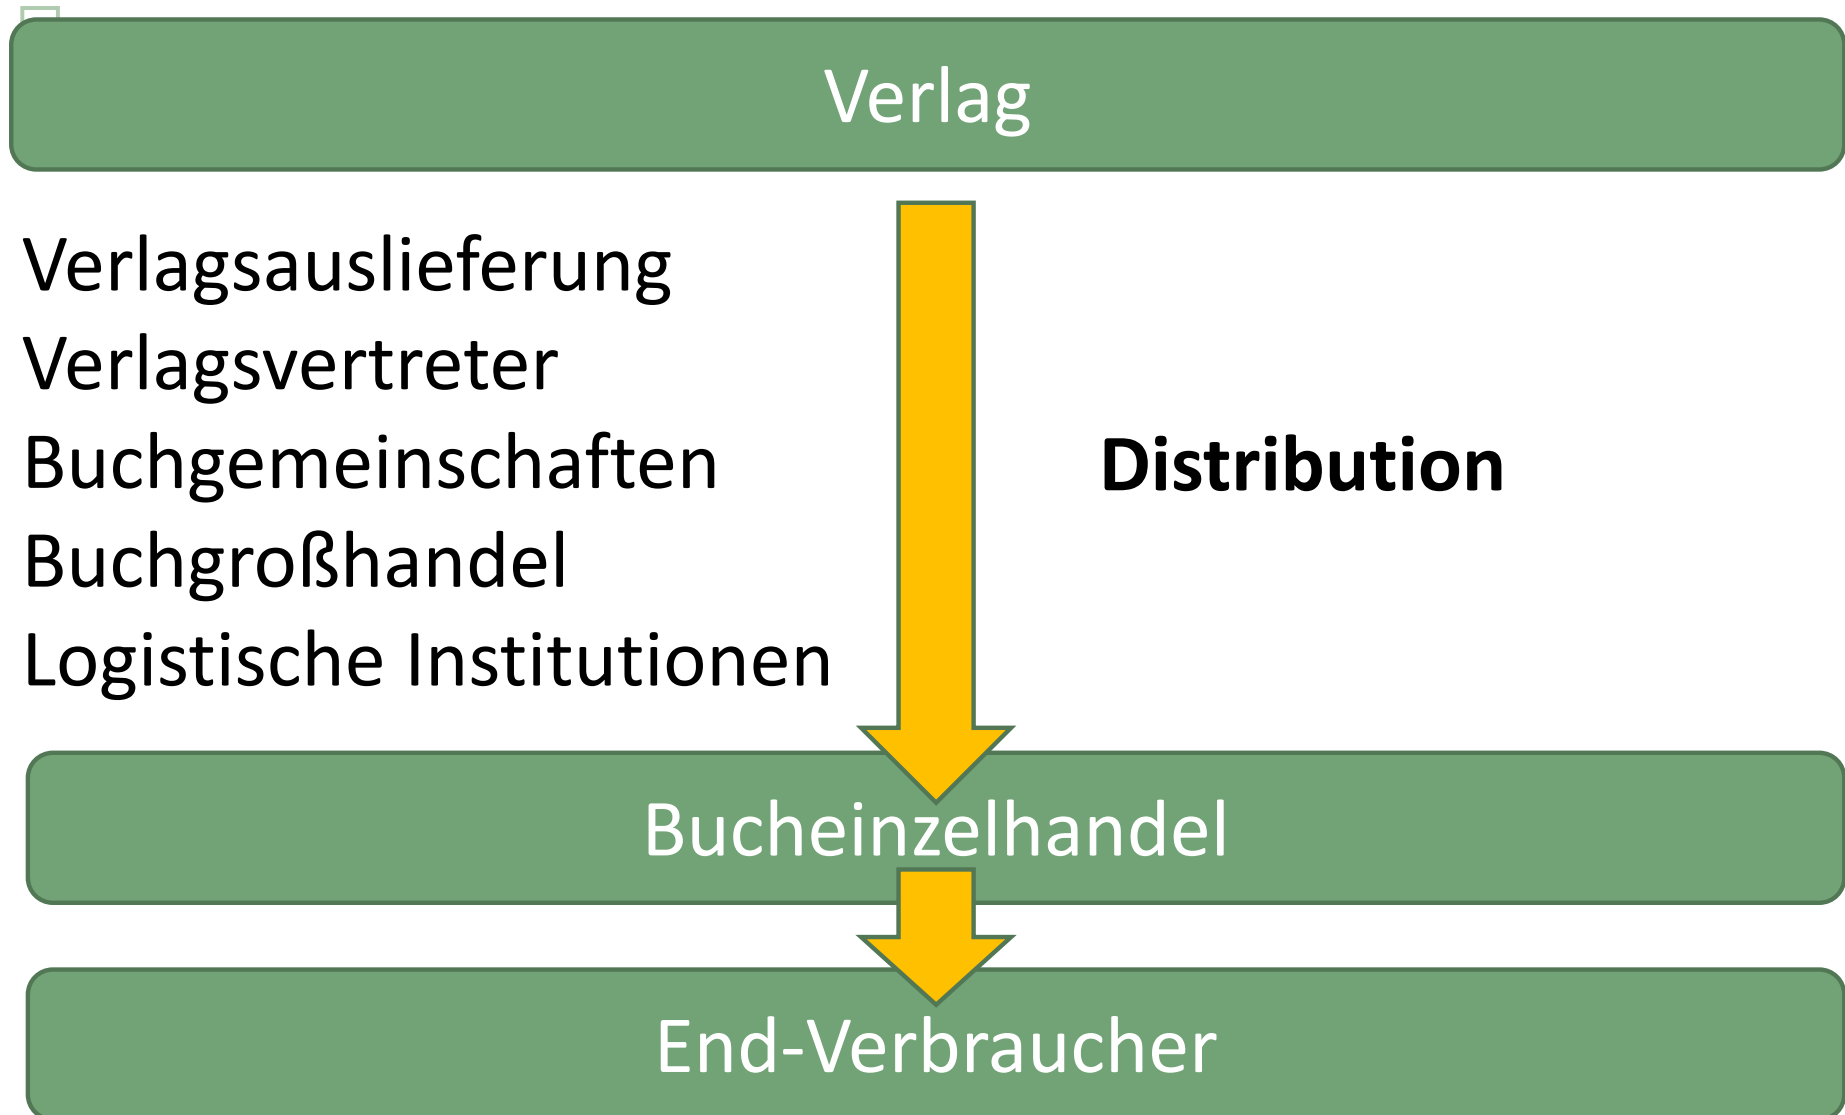 Verlag
Verlagsauslieferung
Verlagsvertreter
Buchgemeinschaften
Distribution
Buchgroßhandel
Logistische Institutionen
Bucheinzelhandel
End-Verbraucher